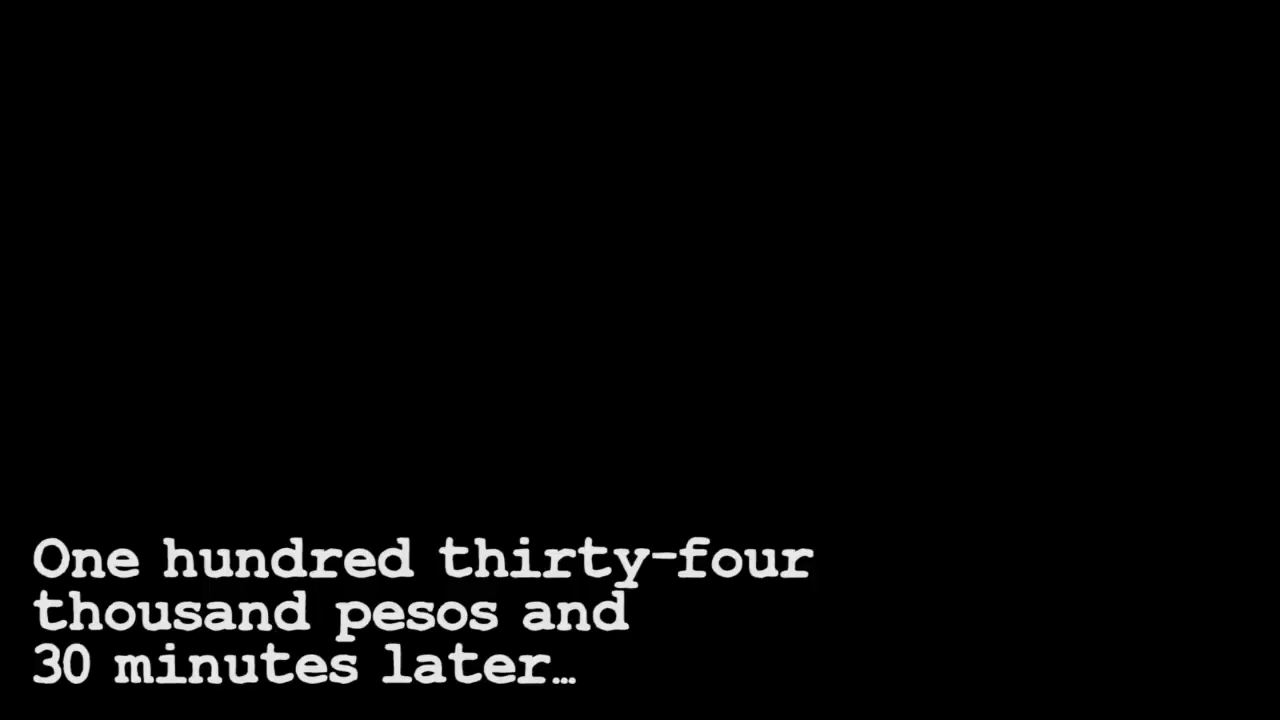 One hundred thirty-four
thousand pesos and
30 minutes later…